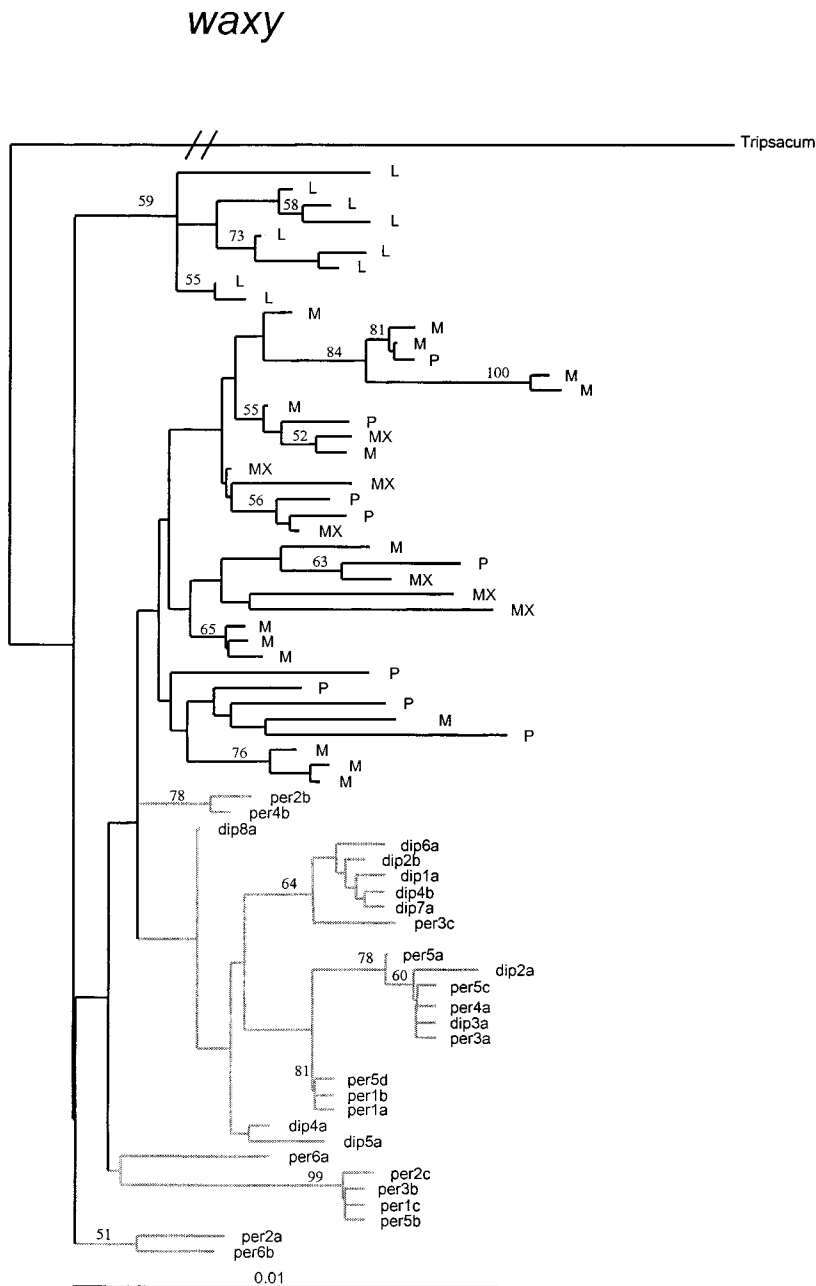 waxy
Tripsacum
L
59
L
58
L
L
73
L
L
L
55
L
L
M
81
M
M
84
P
100
M
M
55
M
P
52
MX
M
MX
MX
56
P
P
MX
M
63
P
MX
MX
MX
65
M
M
M
P
P
P
M
P
76
M
M
M
78
per2b
per4b
dip8a
dip6a
dip2b
dip1a
64
dip4b
dip7a
per3c
78
per5a
60
dip2a
per5c
per4a
dip3a
per3a
81
per5d
per1b
per1a
dip4a
dip5a
per6a
99
per2c
per3b
per1c
per5b
51
per2a
per6b
0.01